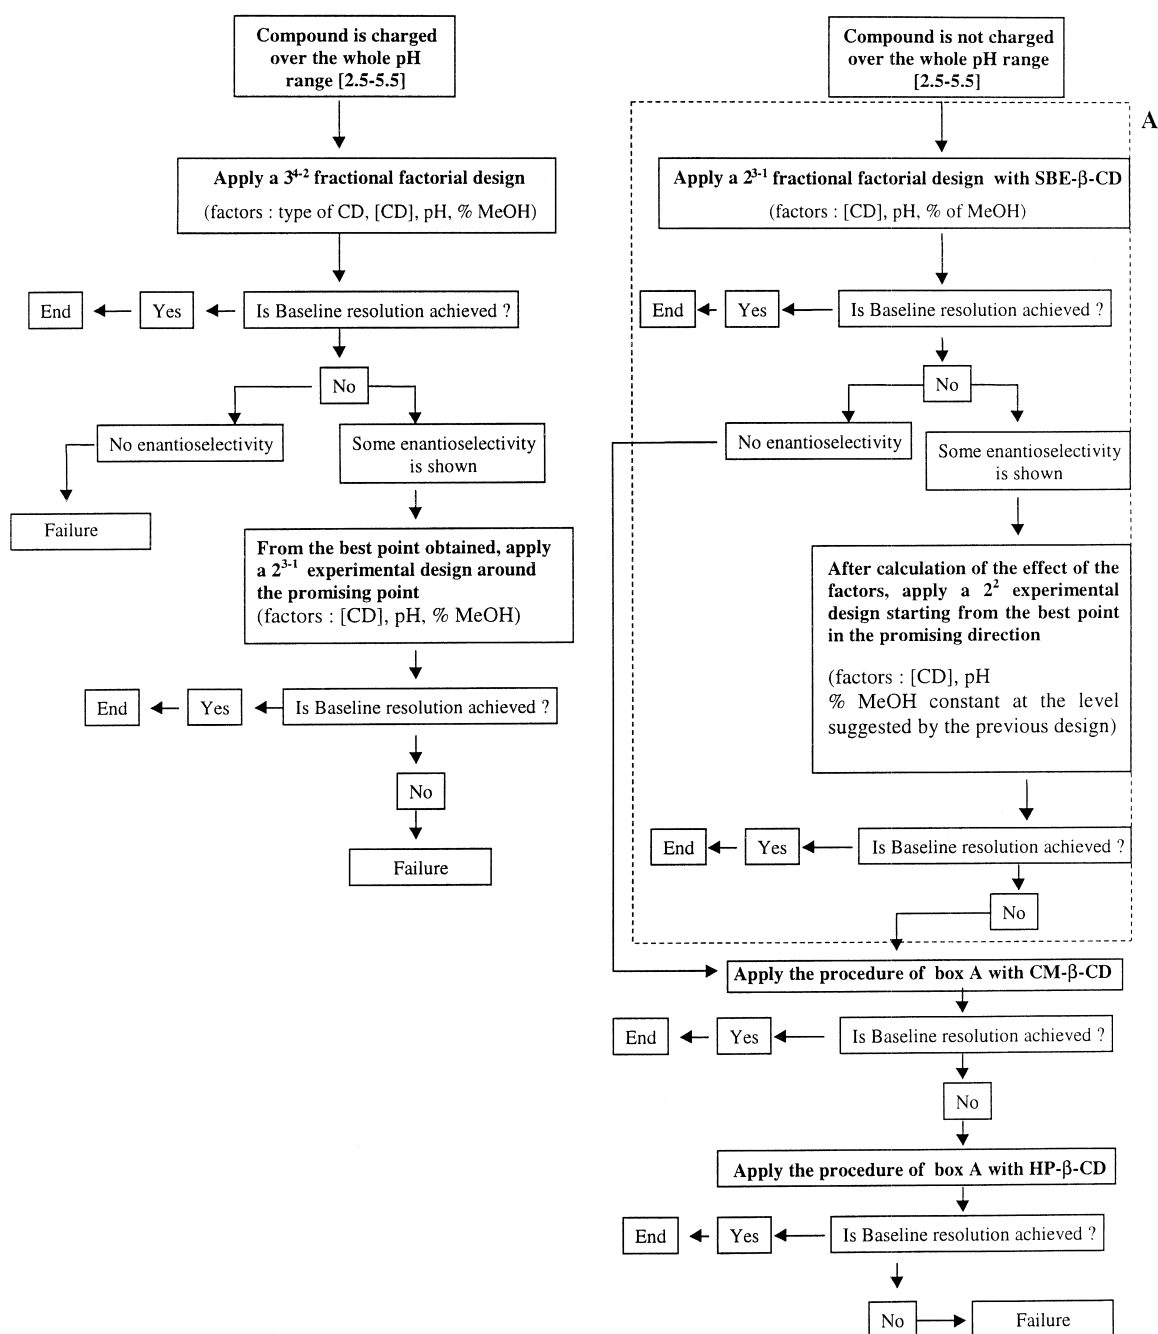 Compound is charged
over the whole pH
range [2.5-5.5]
Apply a 3⁴⁻² fractional factorial design
(factors : type of CD, [CD], pH, % MeOH)
Is Baseline resolution achieved ?
Yes
End
No
No enantioselectivity
Failure
Some enantioselectivity
is shown
From the best point obtained, apply
a 2³⁻¹ experimental design around
the promising point
(factors : [CD], pH, % MeOH)
Is Baseline resolution achieved ?
Yes
End
No
Failure
Compound is not charged
over the whole pH range
[2.5-5.5]
A
Apply a 2³⁻¹ fractional factorial design with SBE-β-CD
(factors : [CD], pH, % of MeOH)
Is Baseline resolution achieved ?
Yes
End
No
No enantioselectivity
Some enantioselectivity
is shown
After calculation of the effect of the
factors, apply a 2² experimental
design starting from the best point
in the promising direction
(factors : [CD], pH
% MeOH constant at the level
suggested by the previous design)
Is Baseline resolution achieved ?
Yes
End
No
Apply the procedure of box A with CM-β-CD
Is Baseline resolution achieved ?
Yes
End
No
Apply the procedure of box A with HP-β-CD
Is Baseline resolution achieved ?
Yes
End
No
Failure